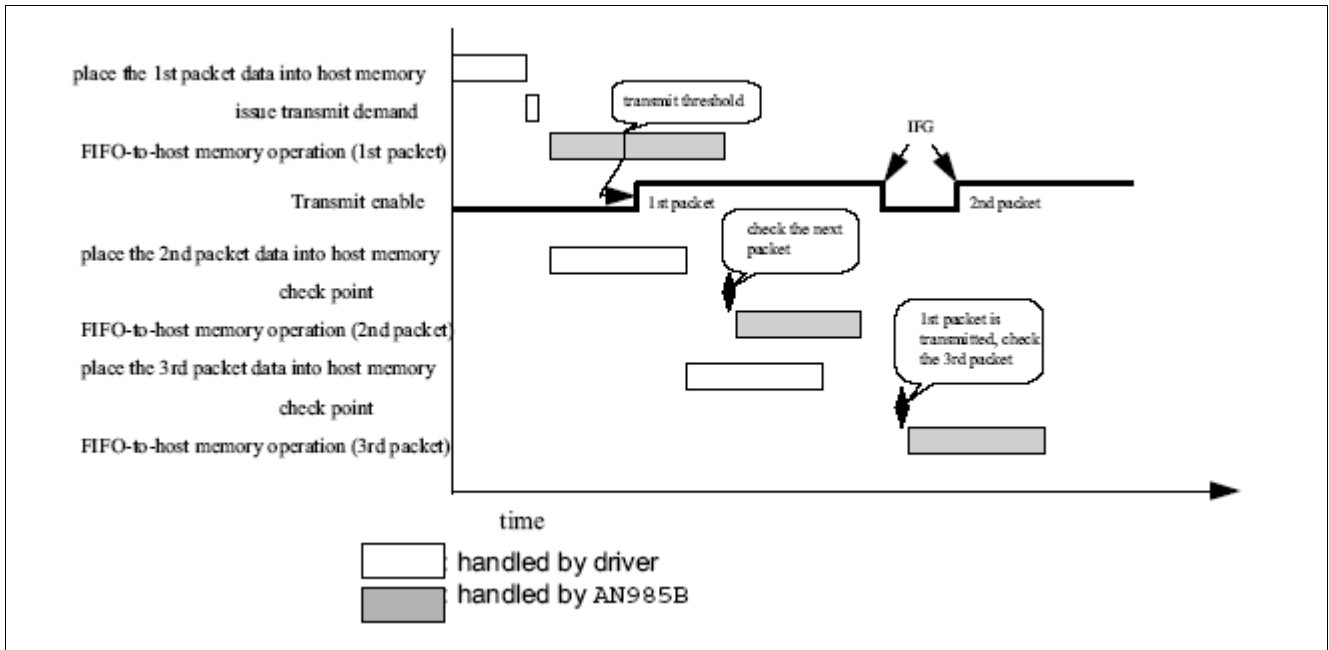 place the 1st packet data into host memory
issue transmit demand
transmit threshold
FIFO-to-host memory operation (1st packet)
IFG
Transmit enable
1st packet
2nd packet
check the next
packet
place the 2nd packet data into host memory
check point
FIFO-to-host memory operation (2nd packet)
1st packet is
transmitted, check
the 3rd packet
place the 3rd packet data into host memory
check point
FIFO-to-host memory operation (3rd packet)
time
: handled by driver
: handled by AN985B